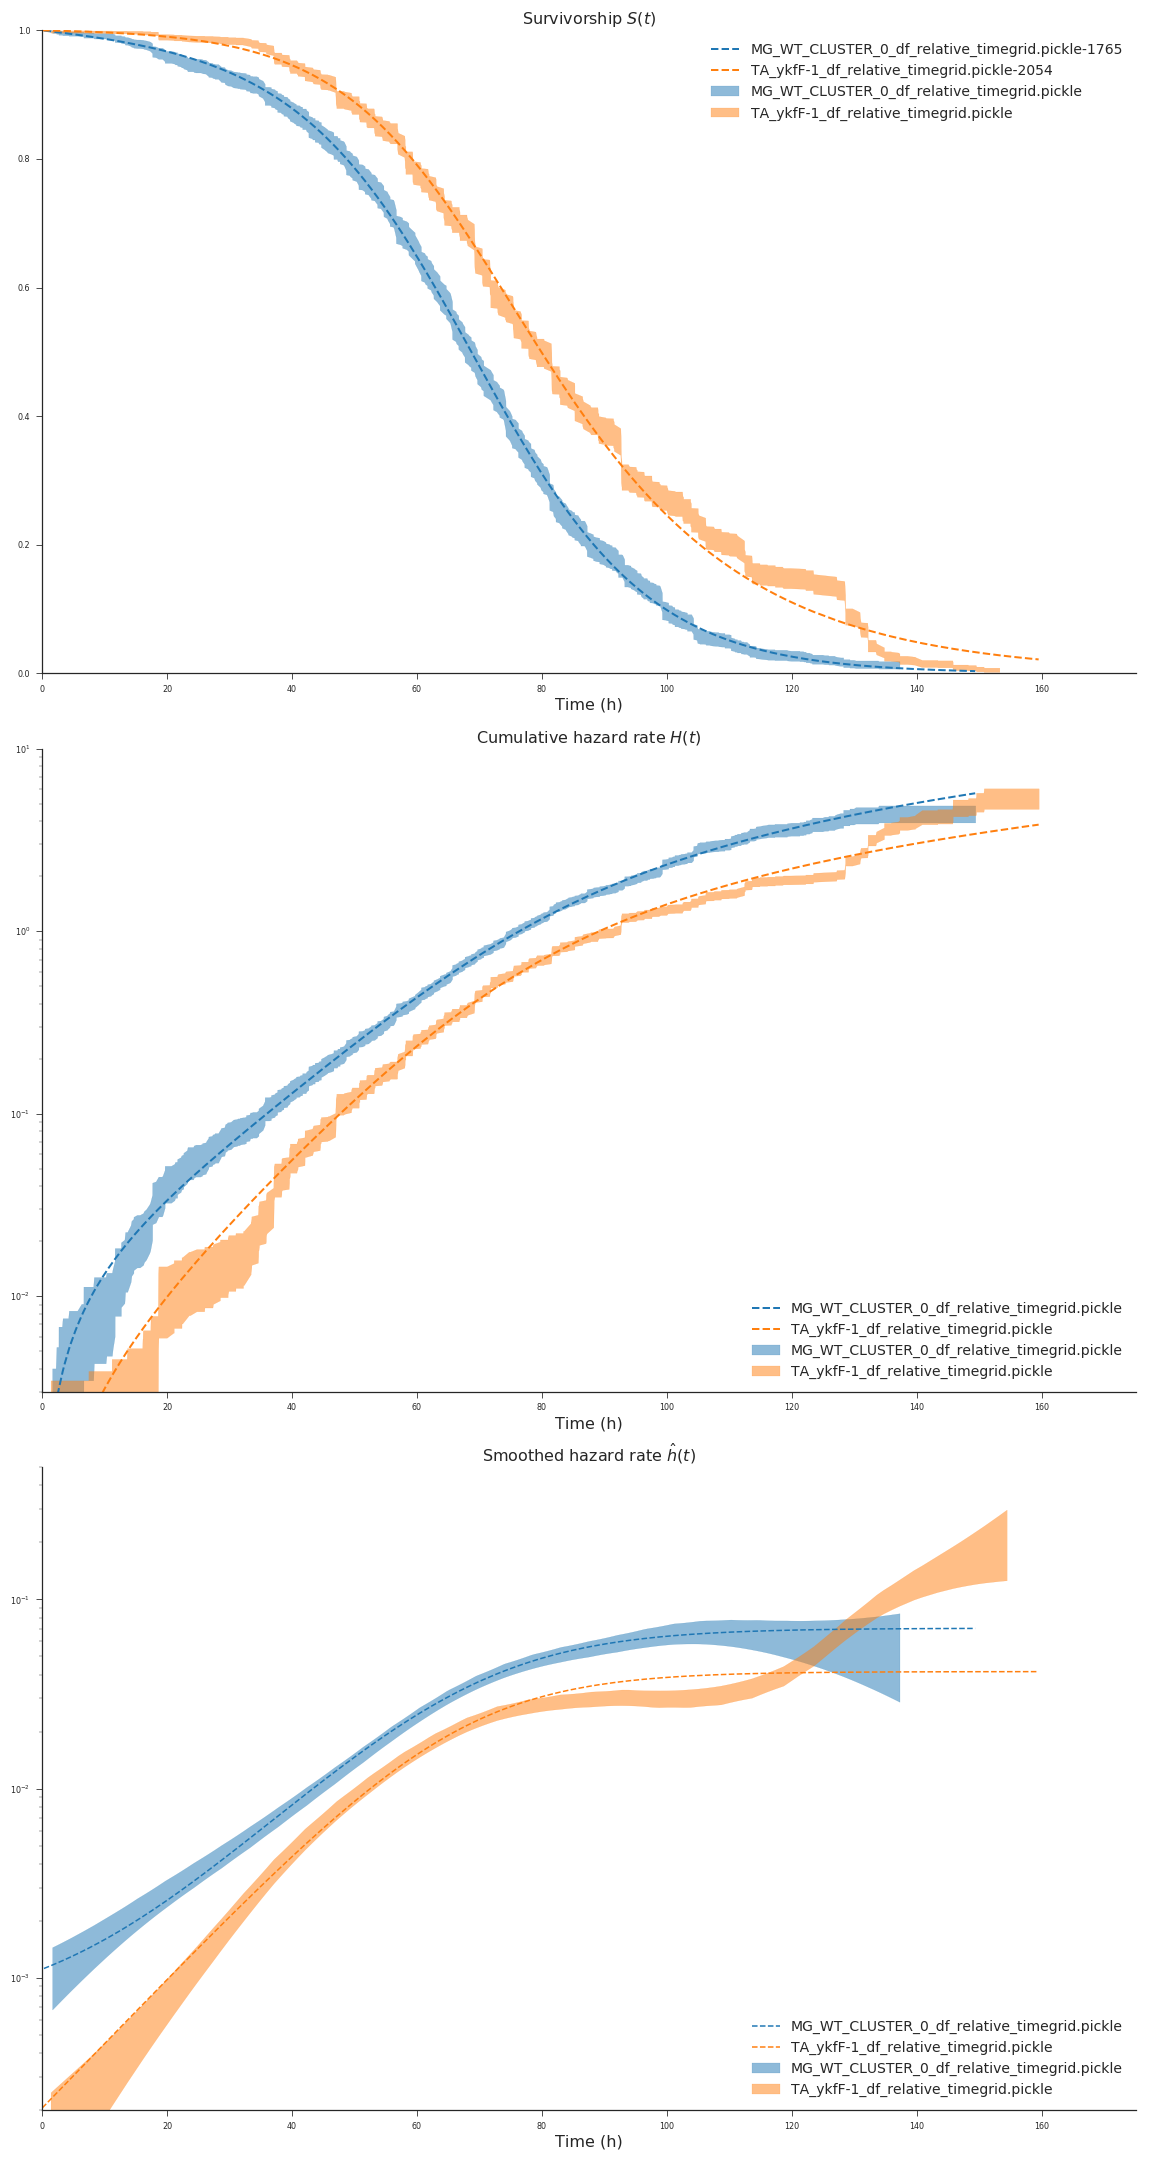 Survivorship S(t)
1.0
0.8
0.6
0.4
0.2
0.0
MG_WT_CLUSTER_0_df_relative_timegrid.pickle-1765
TA_ykfF-1_df_relative_timegrid.pickle-2054
MG_WT_CLUSTER_0_df_relative_timegrid.pickle
TA_ykfF-1_df_relative_timegrid.pickle
0 20 40 60 80 100 120 140 160
Time (h)
Cumulative hazard rate H(t)
10¹
10⁰
10⁻¹
10⁻²
MG_WT_CLUSTER_0_df_relative_timegrid.pickle
TA_ykfF-1_df_relative_timegrid.pickle
MG_WT_CLUSTER_0_df_relative_timegrid.pickle
TA_ykfF-1_df_relative_timegrid.pickle
0 20 40 60 80 100 120 140 160
Time (h)
Smoothed hazard rate ĥ(t)
10⁻¹
10⁻²
10⁻³
MG_WT_CLUSTER_0_df_relative_timegrid.pickle
TA_ykfF-1_df_relative_timegrid.pickle
MG_WT_CLUSTER_0_df_relative_timegrid.pickle
TA_ykfF-1_df_relative_timegrid.pickle
0 20 40 60 80 100 120 140 160
Time (h)